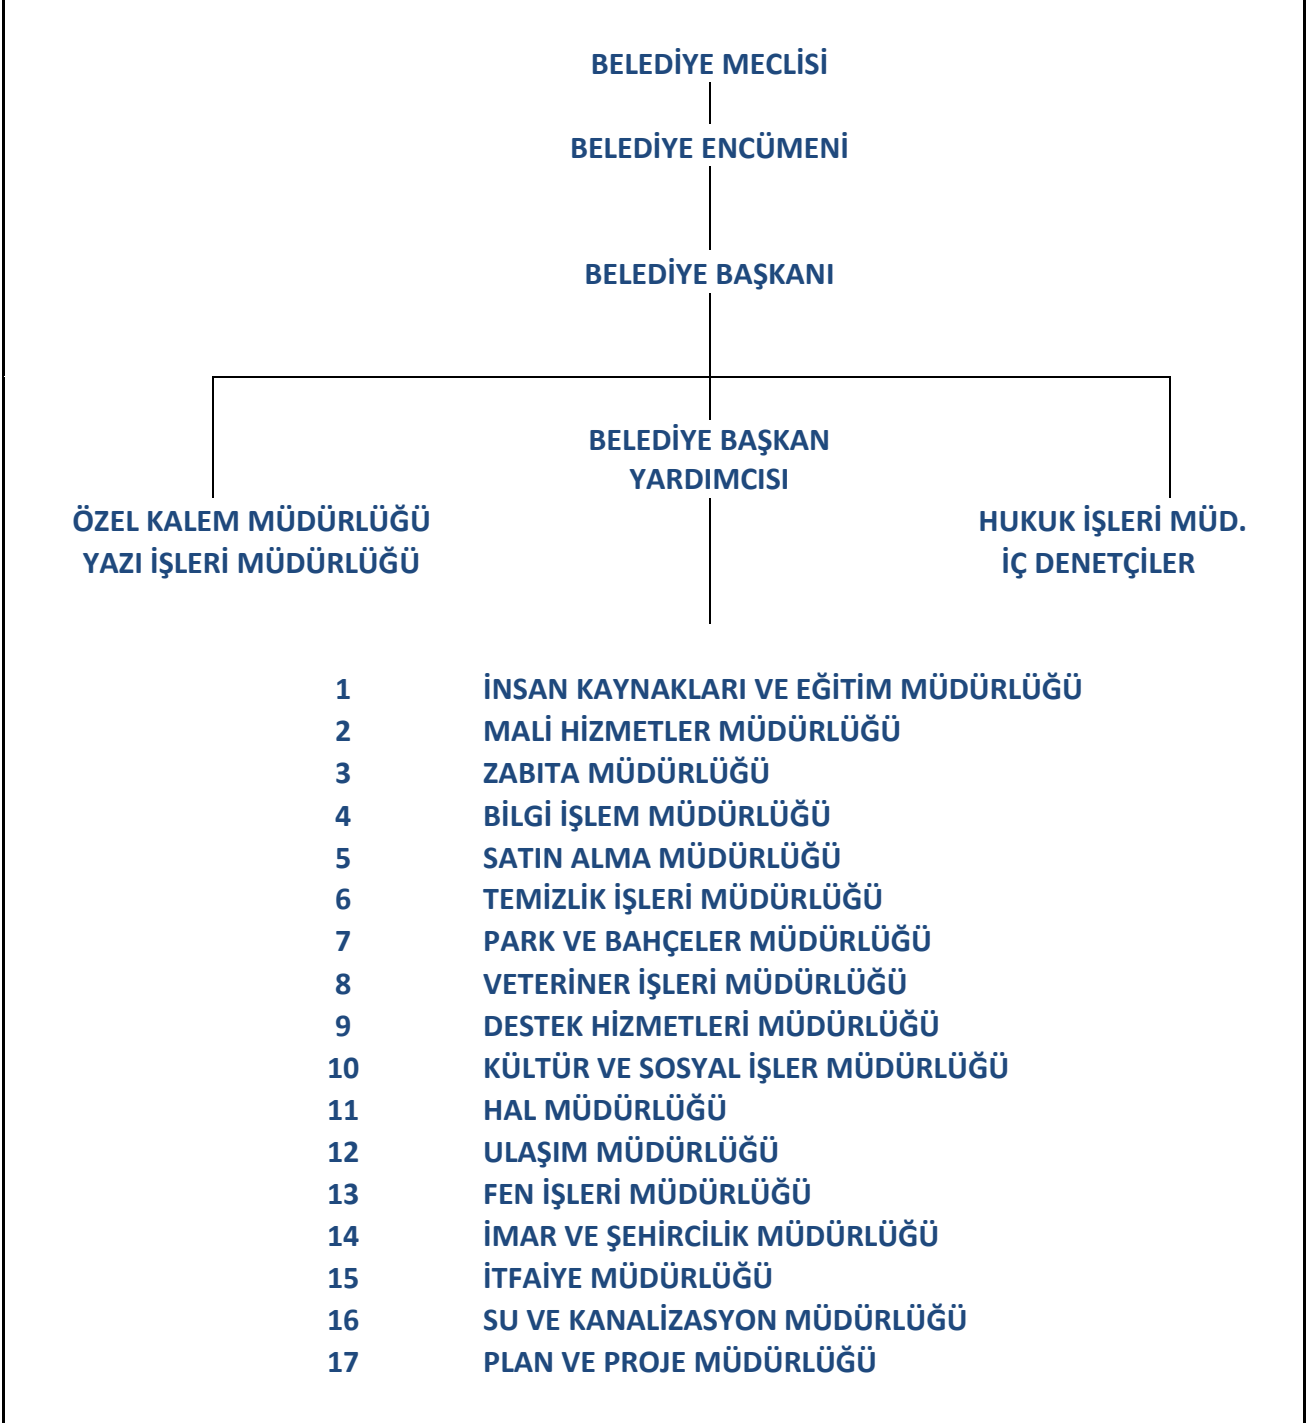 BELEDİYE MECLİSİ
BELEDİYE ENCÜMENİ
BELEDİYE BAŞKANI
BELEDİYE BAŞKAN
YARDIMCISI
ÖZEL KALEM MÜDÜRLÜĞÜ
YAZI İŞLERİ MÜDÜRLÜĞÜ
HUKUK İŞLERİ MÜD.
İÇ DENETÇİLER
1 İNSAN KAYNAKLARI VE EĞİTİM MÜDÜRLÜĞÜ
2 MALİ HİZMETLER MÜDÜRLÜĞÜ
3 ZABITA MÜDÜRLÜĞÜ
4 BİLGİ İŞLEM MÜDÜRLÜĞÜ
5 SATIN ALMA MÜDÜRLÜĞÜ
6 TEMİZLİK İŞLERİ MÜDÜRLÜĞÜ
7 PARK VE BAHÇELER MÜDÜRLÜĞÜ
8 VETERİNER İŞLERİ MÜDÜRLÜĞÜ
9 DESTEK HİZMETLERİ MÜDÜRLÜĞÜ
10 KÜLTÜR VE SOSYAL İŞLER MÜDÜRLÜĞÜ
11 HAL MÜDÜRLÜĞÜ
12 ULAŞIM MÜDÜRLÜĞÜ
13 FEN İŞLERİ MÜDÜRLÜĞÜ
14 İMAR VE ŞEHİRCİLİK MÜDÜRLÜĞÜ
15 İTFAİYE MÜDÜRLÜĞÜ
16 SU VE KANALİZASYON MÜDÜRLÜĞÜ
17 PLAN VE PROJE MÜDÜRLÜĞÜ